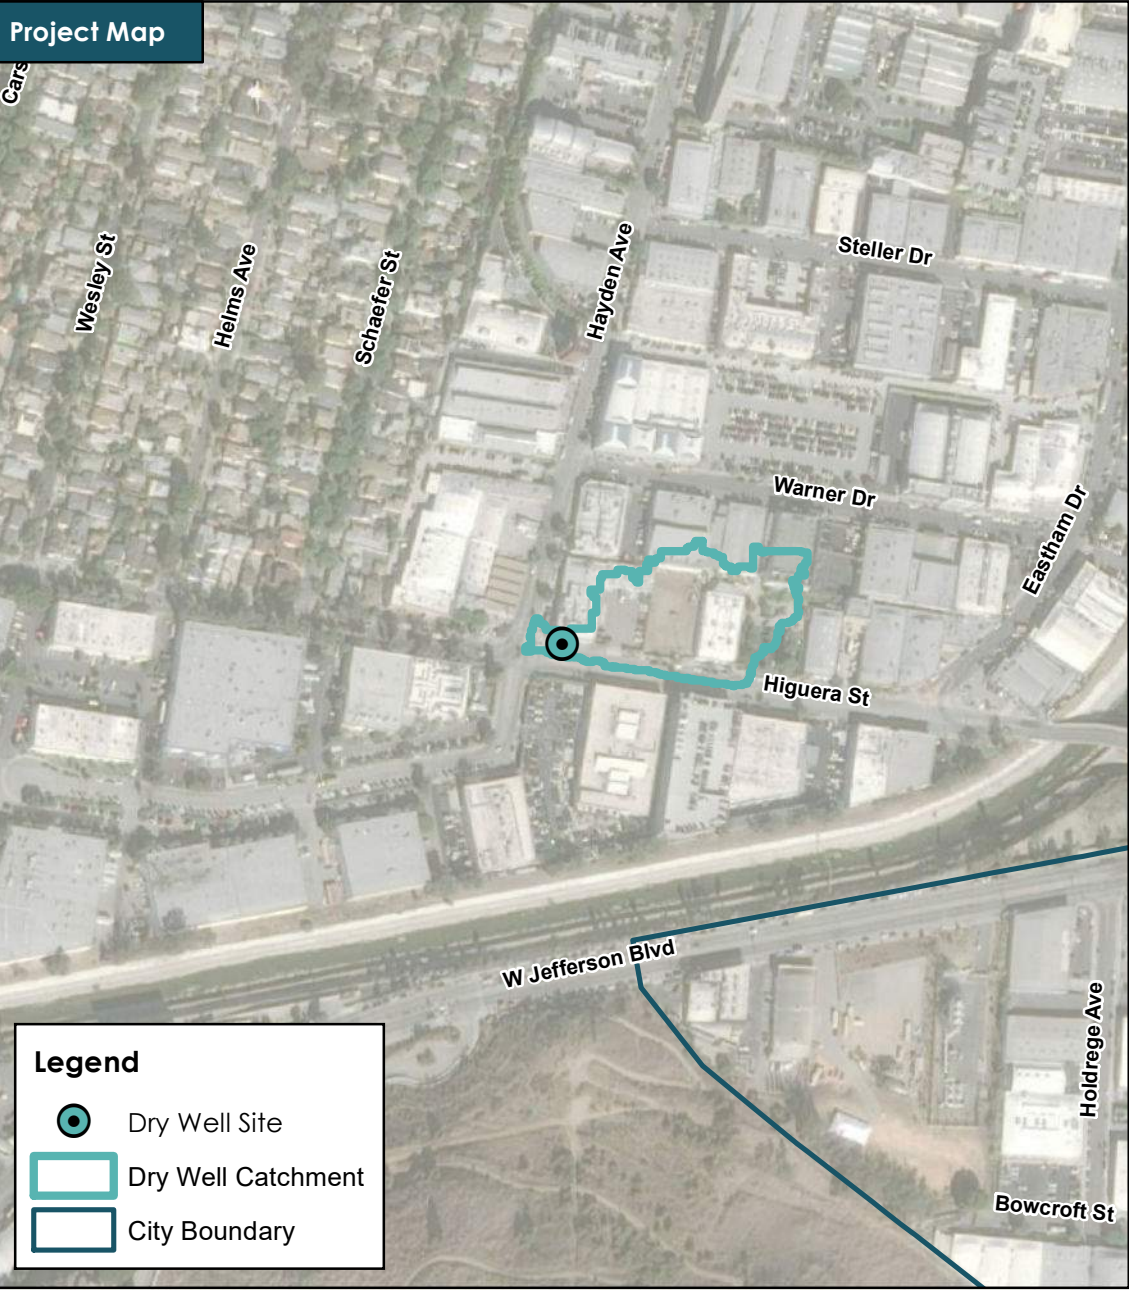 Project Map
Cars
Wesley St
Helms Ave
Schaefer St
Hayden Ave
Steller Dr
Warner Dr
Eastham Dr
Higuera St
W Jefferson Blvd
Holdrege Ave
Bowcroft St
Legend
Dry Well Site
Dry Well Catchment
City Boundary